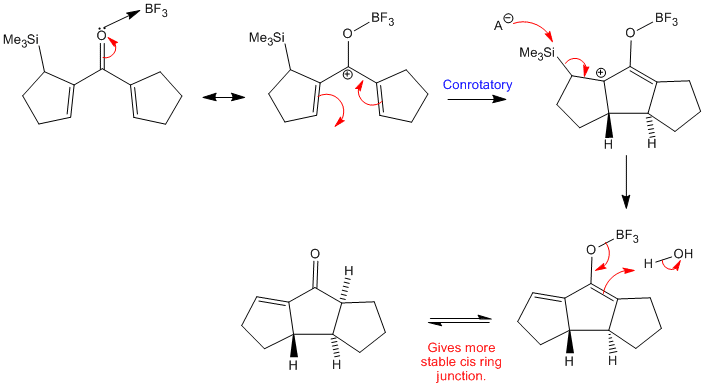 BF3
Me3Si
O
BF3
O
Me3Si
Conrotatory
A⊖
BF3
O
Me3Si
H
H
O
H
H
H
Gives more
stable cis ring
junction.
BF3
O
H
OH
H
H